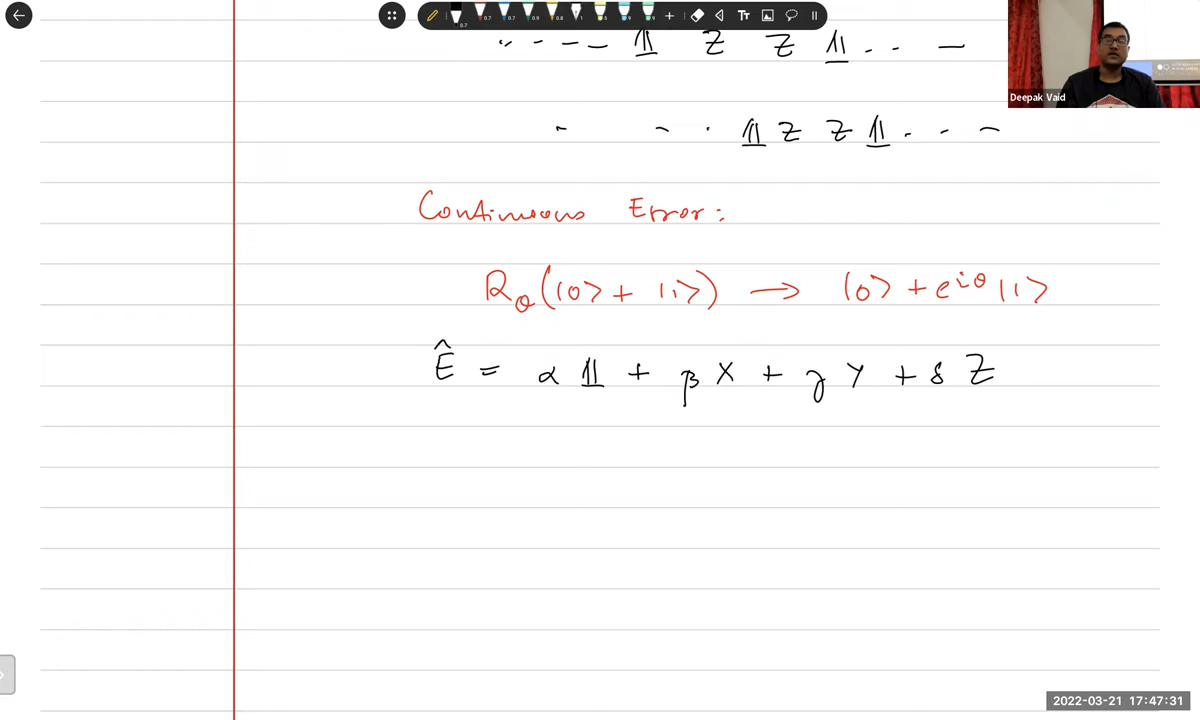 - - - - 𝟙 Z Z 𝟙 - - -
- - · 𝟙 Z Z 𝟙 - - -
Continuous Error:
R_θ(|0⟩ + |1⟩) → |0⟩ + e^{iθ} |1⟩
Ê = α 𝟙 + β X + γ Y + δ Z
Deepak Vaid
2022-03-21 17:47:31